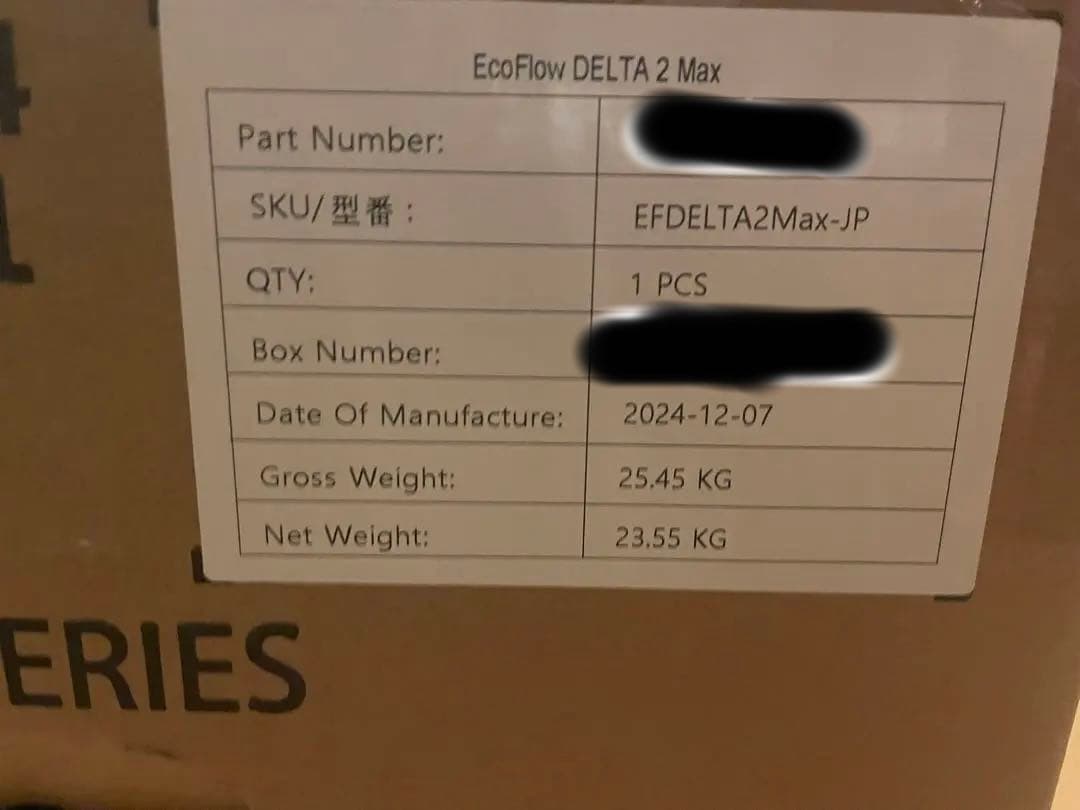 EcoFlow DELTA 2 Max
Part Number:
SKU/型番： EFDELTA2Max-JP
QTY: 1 PCS
Box Number:
Date Of Manufacture: 2024-12-07
Gross Weight: 25.45 KG
Net Weight: 23.55 KG
ERIES